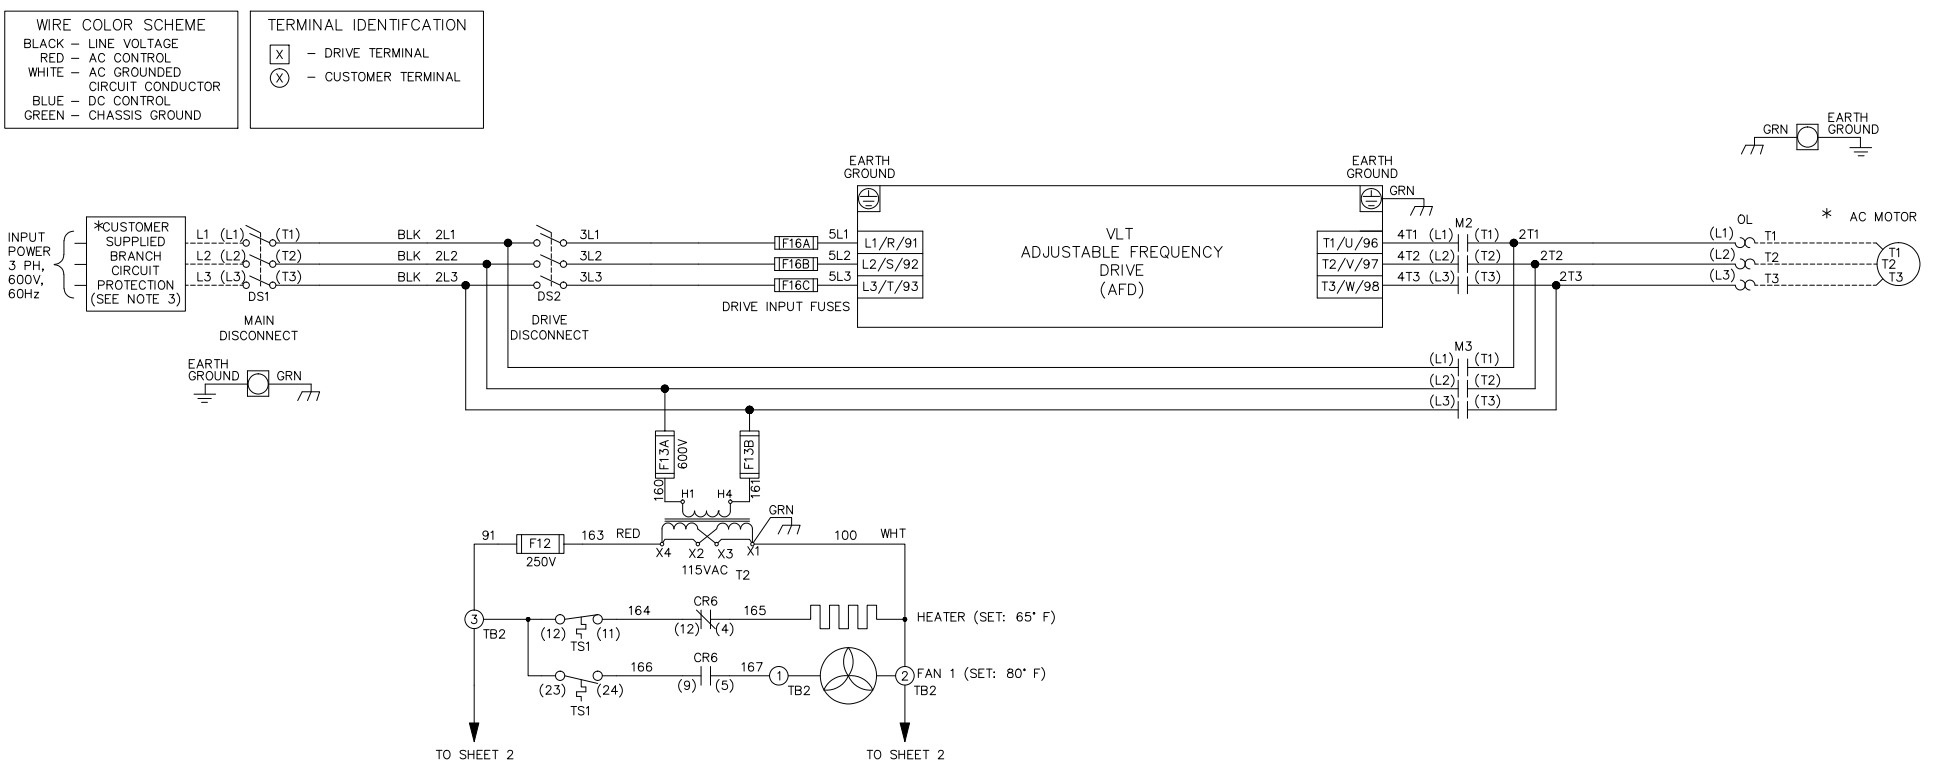 WIRE COLOR SCHEME
BLACK – LINE VOLTAGE
RED – AC CONTROL
WHITE – AC GROUNDED
CIRCUIT CONDUCTOR
BLUE – DC CONTROL
GREEN – CHASSIS GROUND
TERMINAL IDENTIFCATION
X – DRIVE TERMINAL
X – CUSTOMER TERMINAL
INPUT
POWER
3 PH,
600V,
60Hz
*CUSTOMER
SUPPLIED
BRANCH
CIRCUIT
PROTECTION
(SEE NOTE 3)
L1 (L1) (T1)
L2 (L2) (T2)
L3 (L3) (T3)
DS1
MAIN
DISCONNECT
BLK 2L1
BLK 2L2
BLK 2L3
DS2
DRIVE
DISCONNECT
3L1
3L2
3L3
F16A
F16B
F16C
DRIVE INPUT FUSES
5L1
5L2
5L3
EARTH
GROUND
L1/R/91
L2/S/92
L3/T/93
VLT
ADJUSTABLE FREQUENCY
DRIVE
(AFD)
EARTH
GROUND
GRN
T1/U/96
T2/V/97
T3/W/98
M2
4T1 (L1) (T1) 2T1
4T2 (L2) (T2) 2T2
4T3 (L3) (T3) 2T3
GRN
EARTH
GROUND
OL
(L1) T1
(L2) T2
(L3) T3
* AC MOTOR
T1
T2
T3
EARTH
GROUND
GRN
M3
(L1) (T1)
(L2) (T2)
(L3) (T3)
F13A
600V
F13B
160
161
H1 H4
GRN
91
F12
250V
163 RED
X4 X2 X3 X1
115VAC T2
100 WHT
3
TB2
(12) (11)
TS1
164
CR6
(12) (4)
165
HEATER (SET: 65° F)
(23) (24)
TS1
166
CR6
(9) (5)
167
1
TB2
2
TB2
FAN 1 (SET: 80° F)
TO SHEET 2
TO SHEET 2